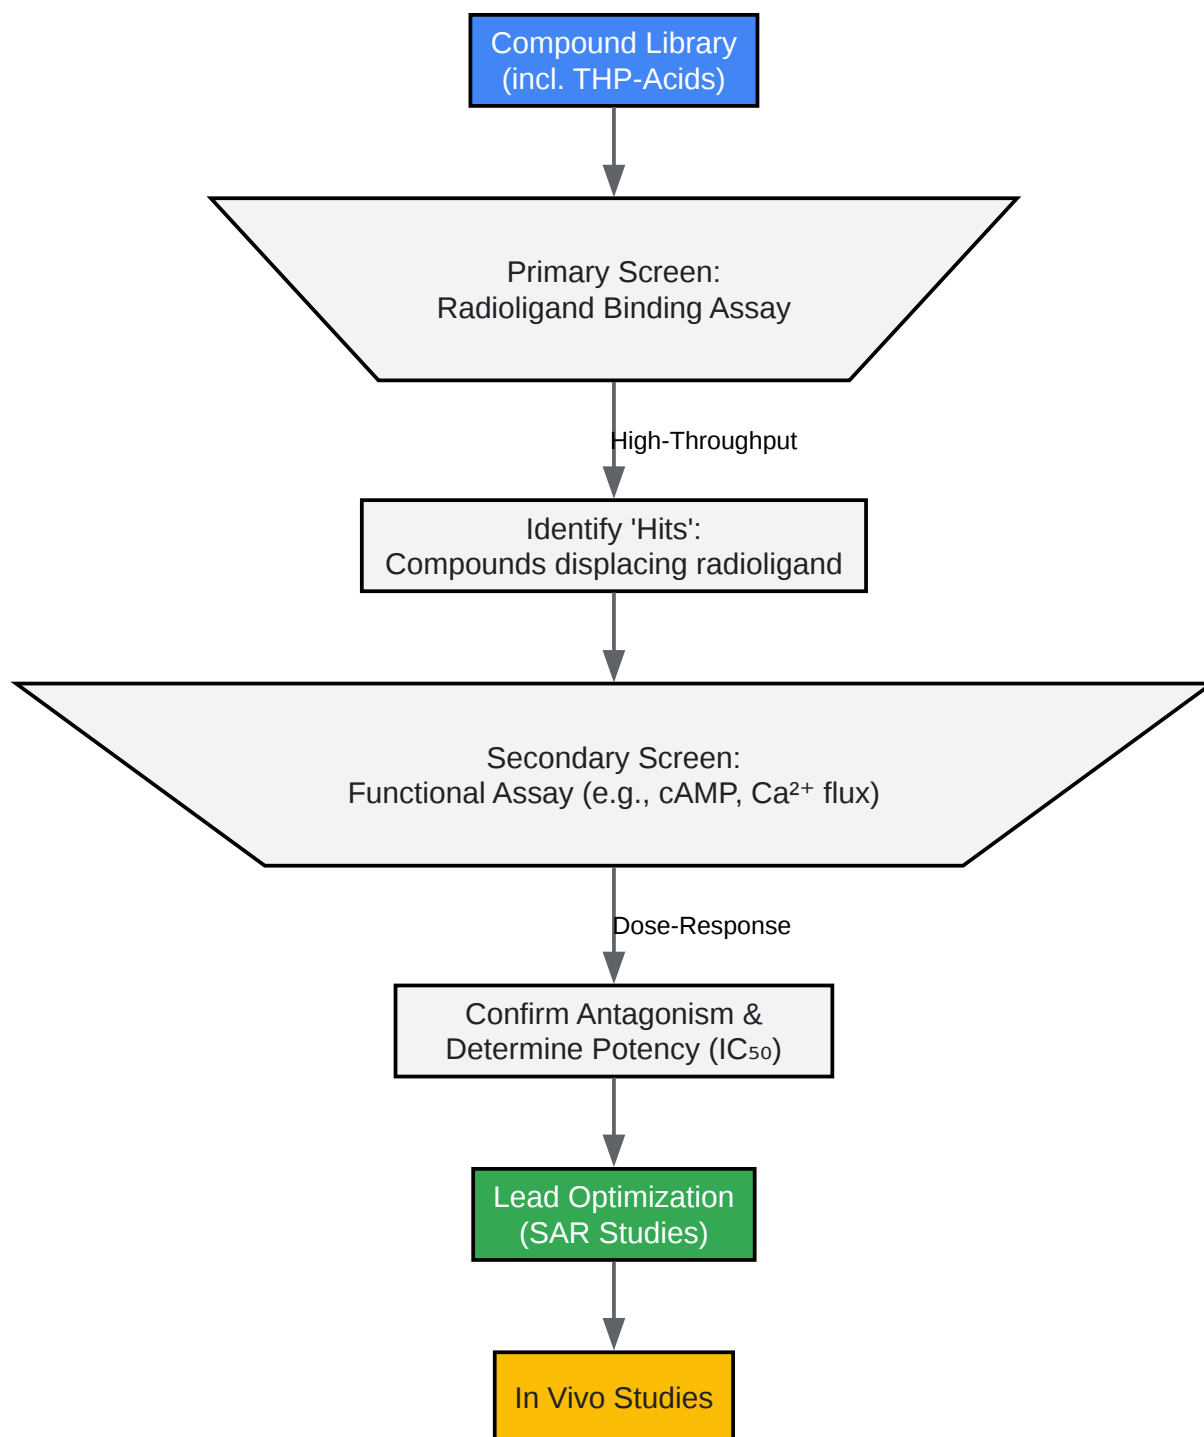 Compound Library
(incl. THP-Acids)
Primary Screen:
Radioligand Binding Assay
High-Throughput
Identify 'Hits':
Compounds displacing radioligand
Secondary Screen:
Functional Assay (e.g., cAMP, Ca²⁺ flux)
Dose-Response
Confirm Antagonism &
Determine Potency (IC₅₀)
Lead Optimization
(SAR Studies)
In Vivo Studies